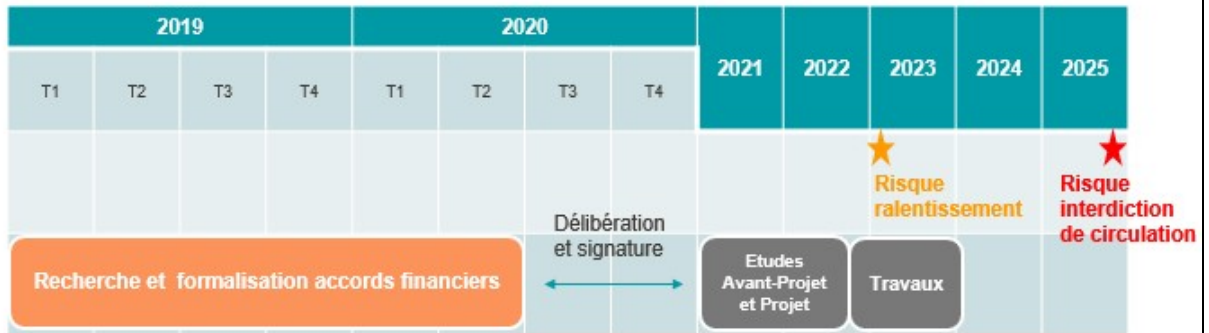 2019 2020
2021 2022 2023 2024 2025
T1 T2 T3 T4 T1 T2 T3 T4
Risque
ralentissement
Risque
interdiction
de circulation
Délibération
et signature
Recherche et formalisation accords financiers
Etudes
Avant-Projet
et Projet
Travaux